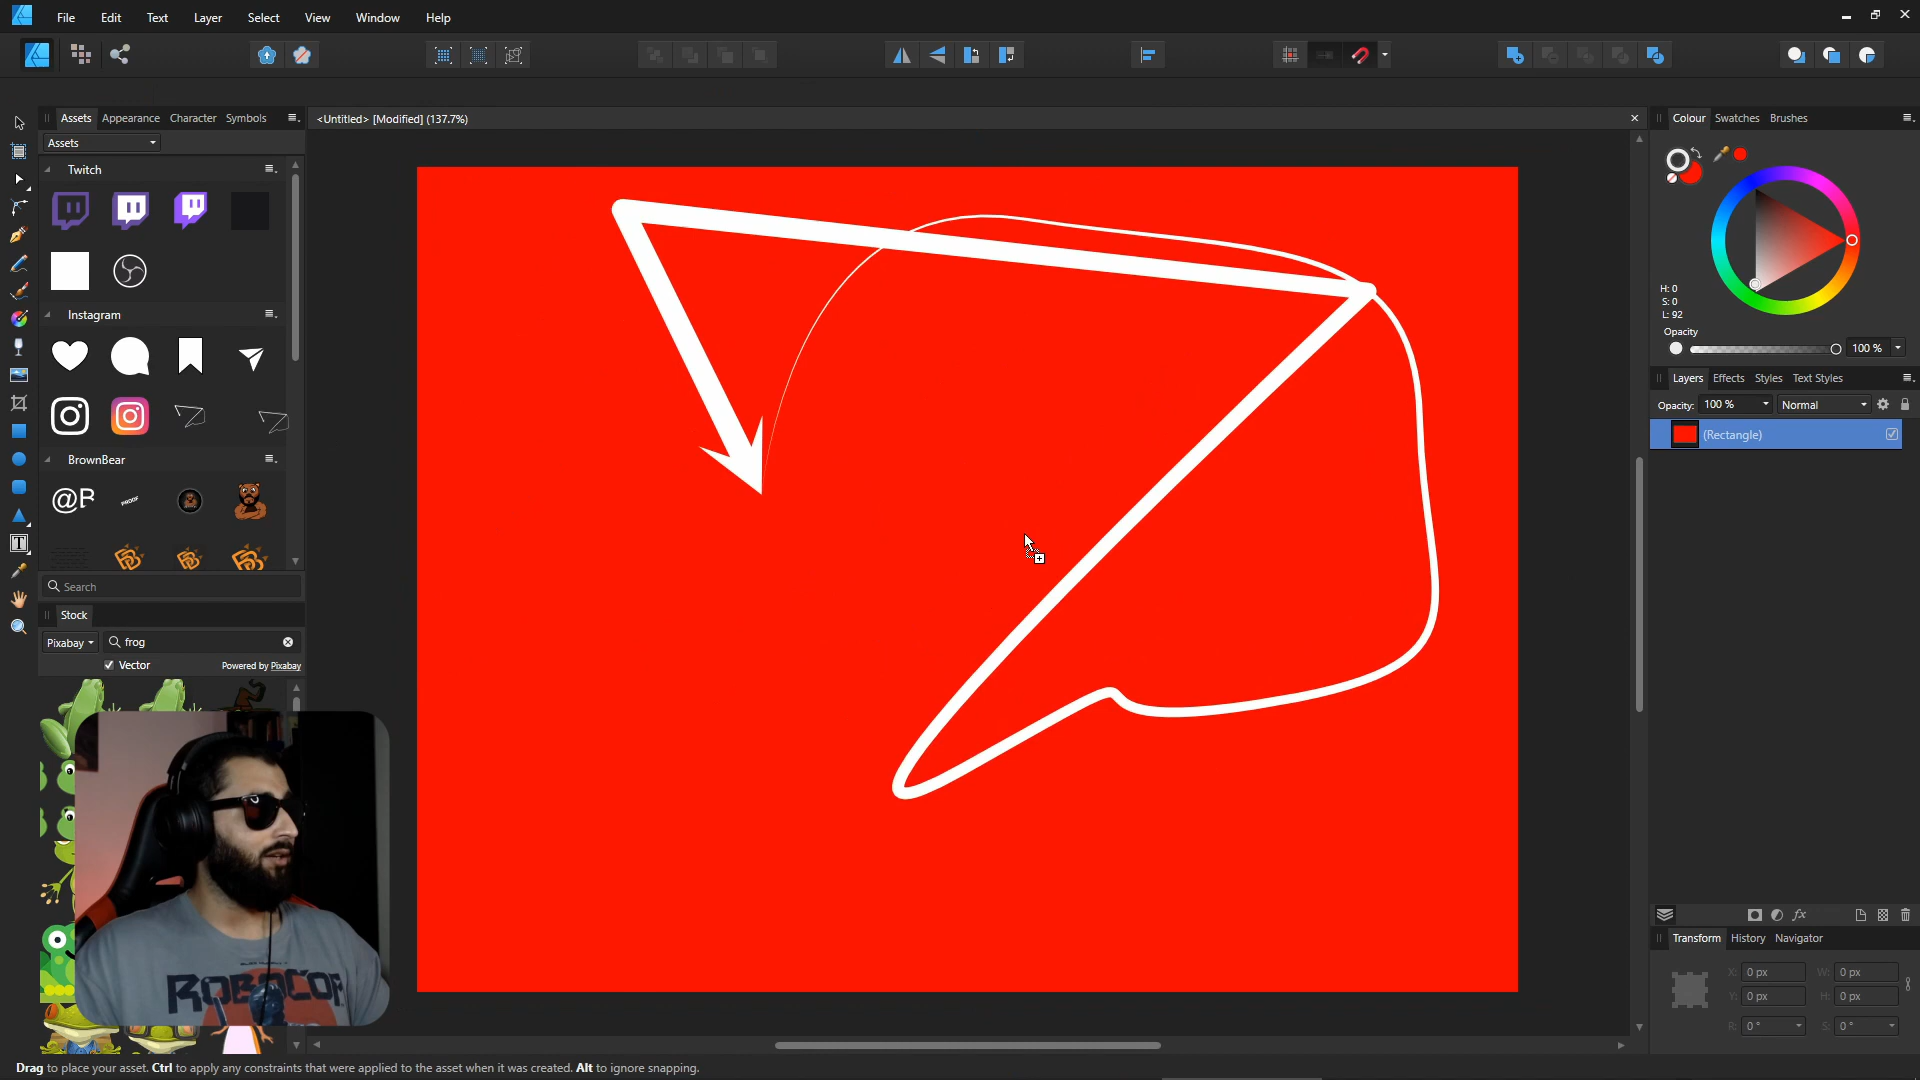 File Edit Text Layer Select View Window Help
Assets Appearance Character Symbols
<Untitled> [Modified] (137.7%)
Colour Swatches Brushes
Assets
Twitch
Instagram
BrownBear
@B
PROOF
Search
Stock
Pixabay
frog
Vector
Powered by Pixabay
H: 0
S: 0
L: 92
Opacity
100 %
Layers Effects Styles Text Styles
Opacity: 100 %
Normal
(Rectangle)
Transform History Navigator
X: 0 px W: 0 px
Y: 0 px H: 0 px
R: 0 ° S: 0 °
ROBOCOP
Drag to place your asset. Ctrl to apply any constraints that were applied to the asset when it was created. Alt to ignore snapping.